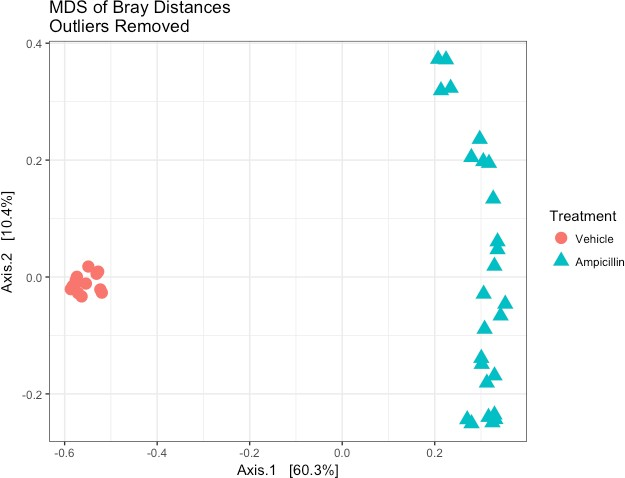 MDS of Bray Distances
Outliers Removed
0.4
0.2
0.0
-0.2
Axis.2 [10.4%]
-0.6
-0.4
-0.2
0.0
0.2
Axis.1 [60.3%]
Treatment
Vehicle
Ampicillin